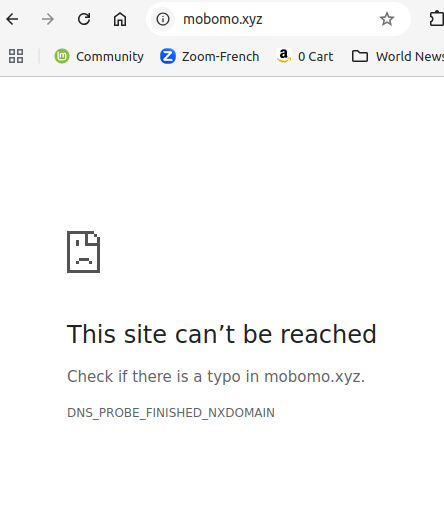 mobomo.xyz
Community Zoom-French 0 Cart World News
This site can’t be reached
Check if there is a typo in mobomo.xyz.
DNS_PROBE_FINISHED_NXDOMAIN